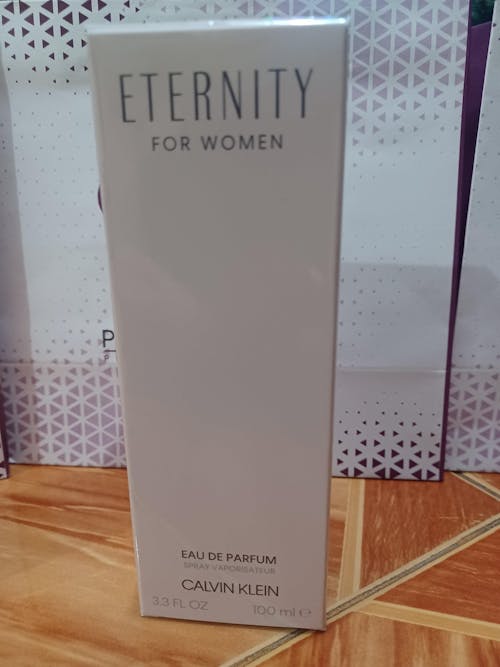 ETERNITY
FOR WOMEN
P
EAU DE PARFUM
SPRAY VAPORISATEUR
CALVIN KLEIN
3.3 FL OZ 100 ml ℮